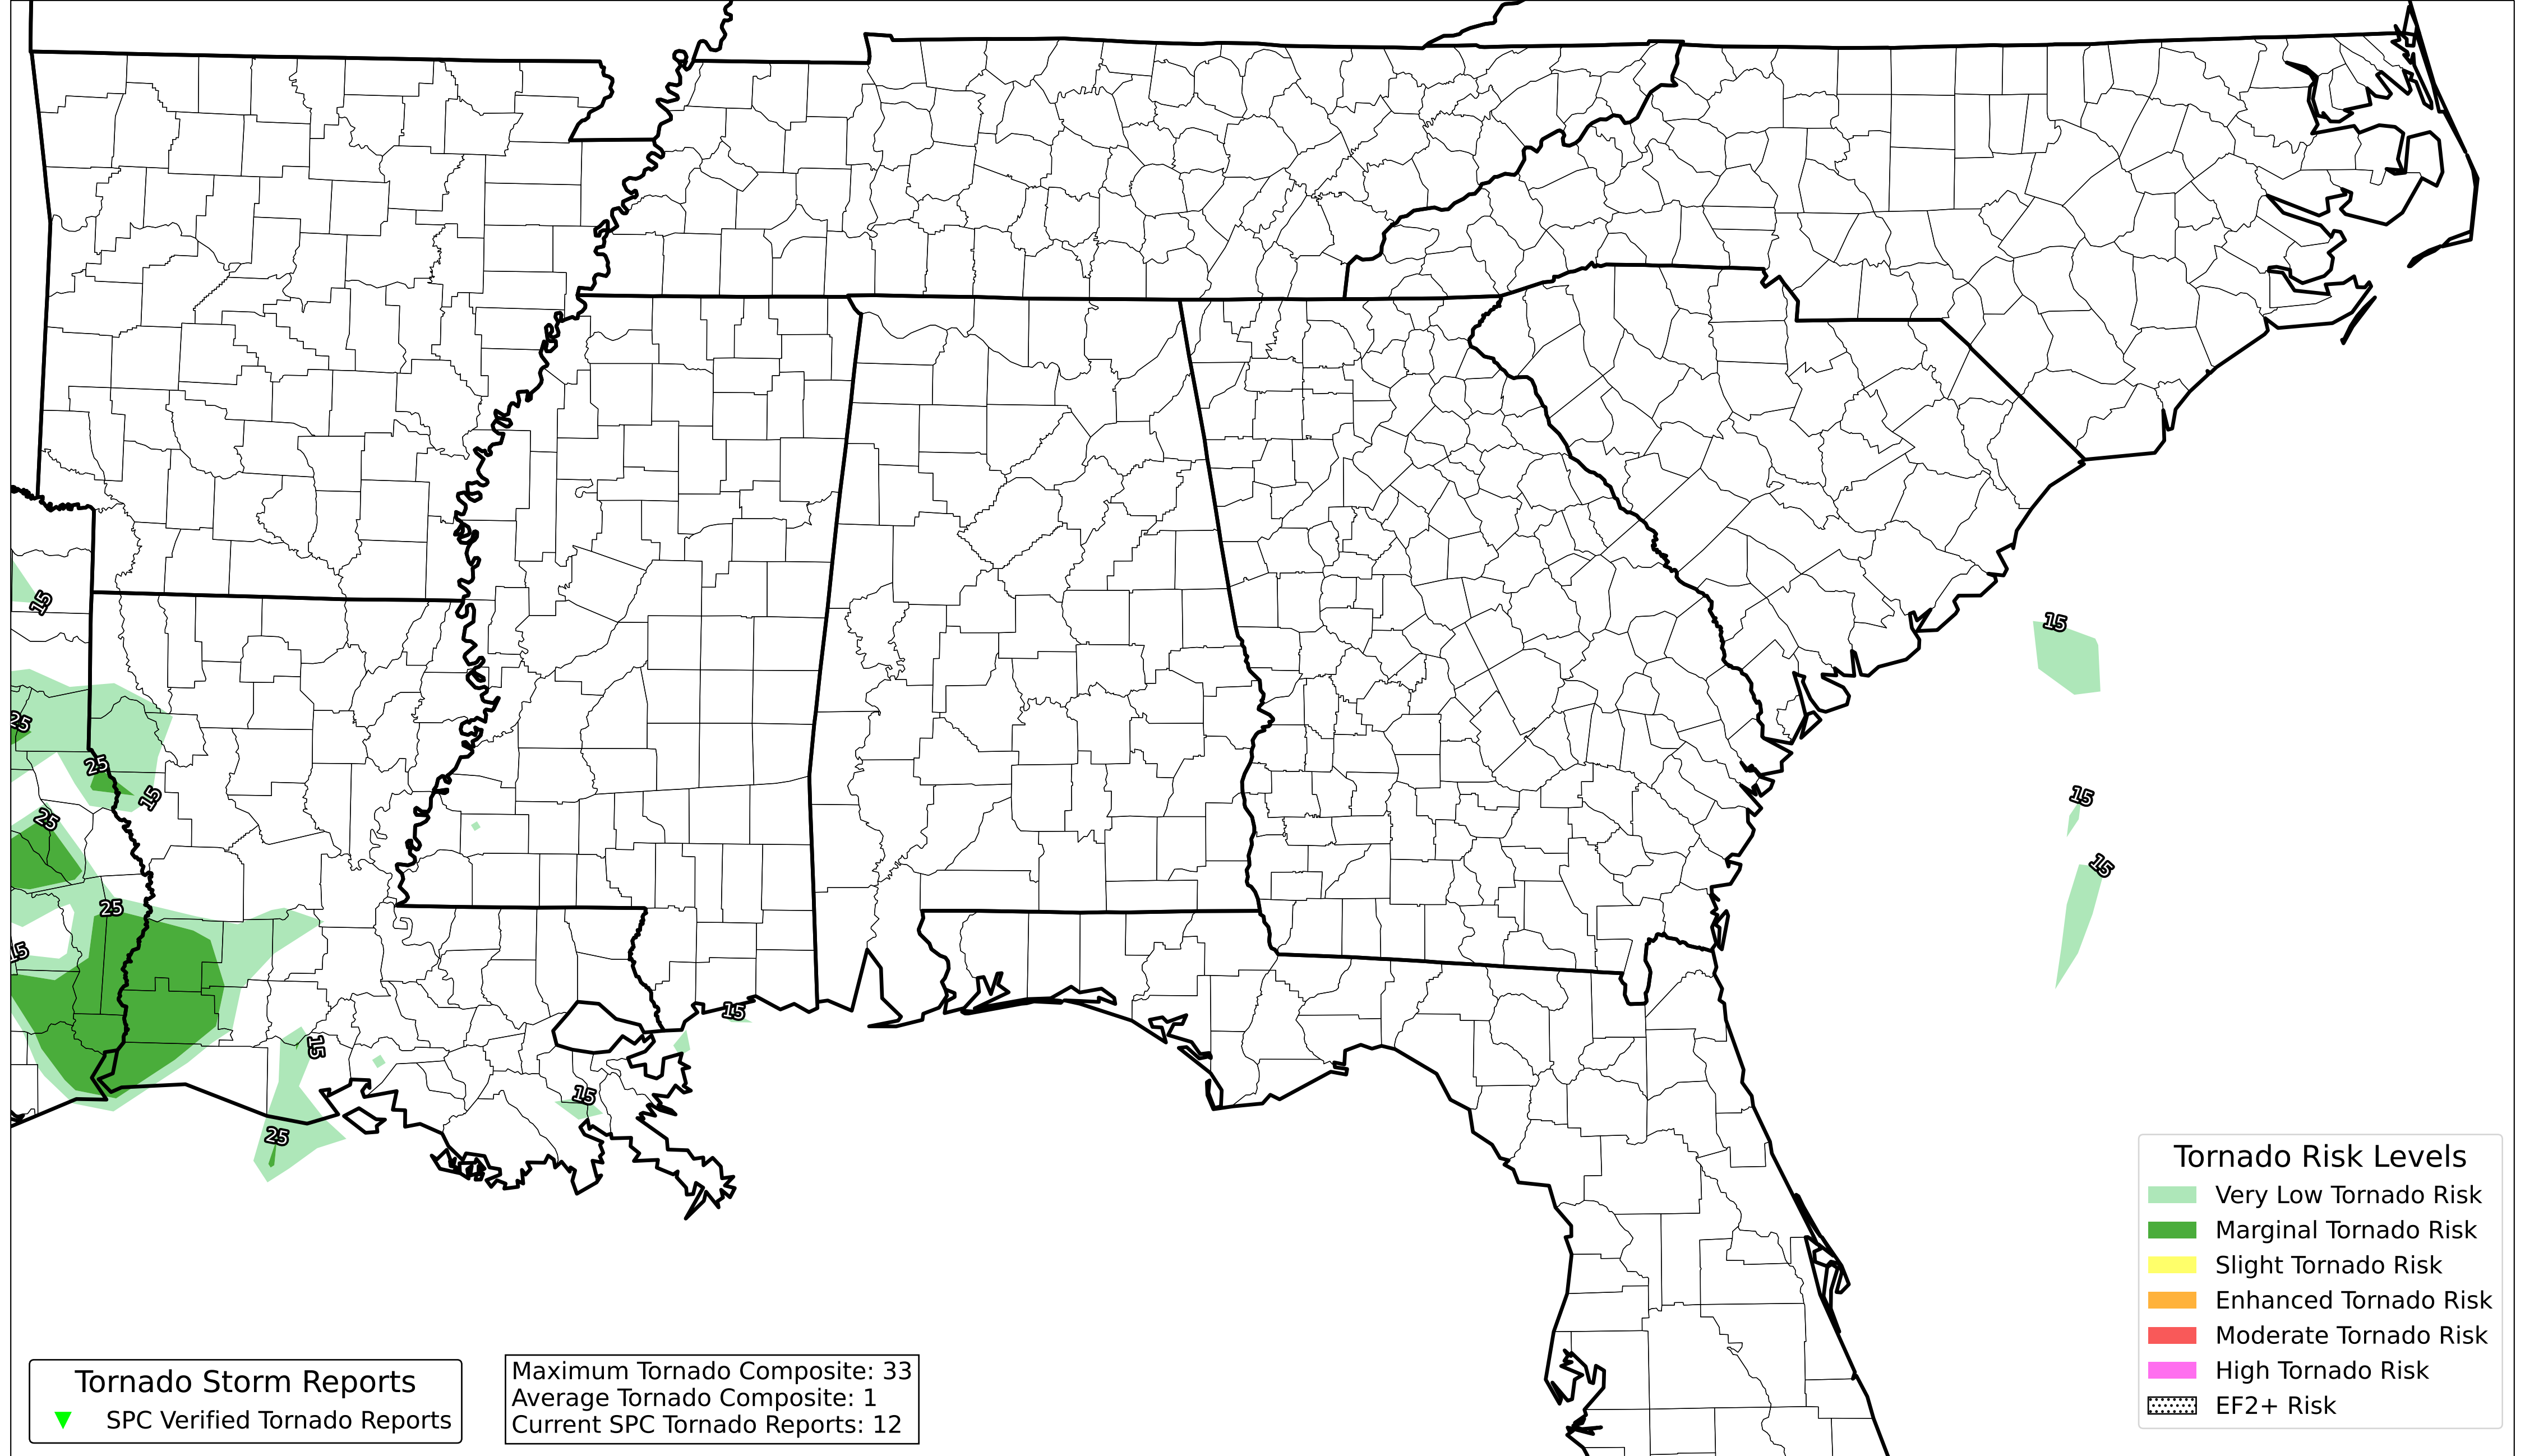 15
15
25
25
15
15
25
25
15
15
15
15
15
25
15
Tornado Risk Levels
Very Low Tornado Risk
Marginal Tornado Risk
Slight Tornado Risk
Enhanced Tornado Risk
Moderate Tornado Risk
High Tornado Risk
EF2+ Risk
Tornado Storm Reports
SPC Verified Tornado Reports
Maximum Tornado Composite: 33
Average Tornado Composite: 1
Current SPC Tornado Reports: 12